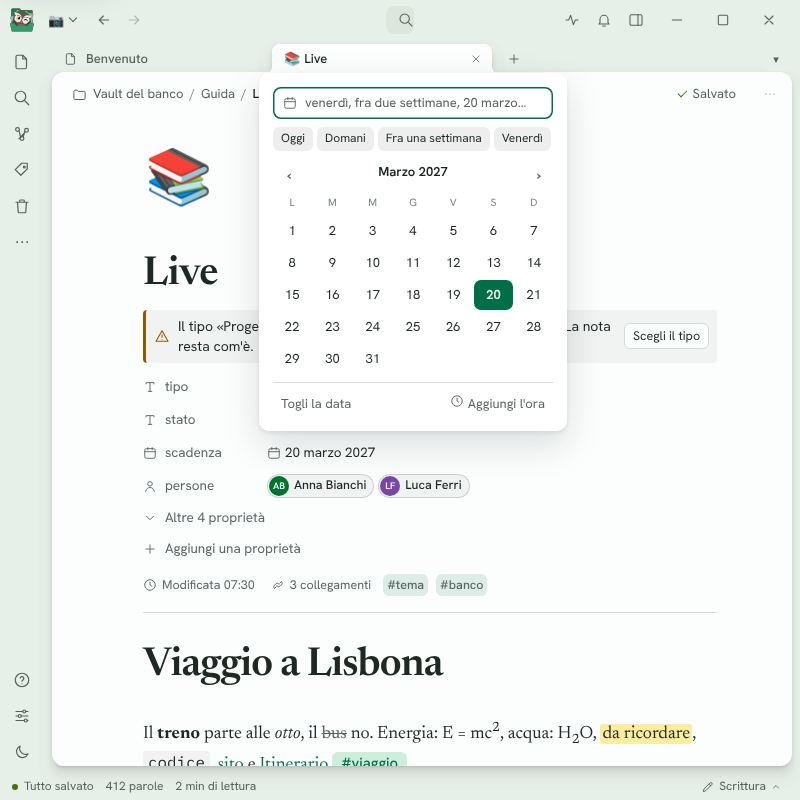 Benvenuto
Live
Vault del banco / Guida / L
Salvato
venerdì, fra due settimane, 20 marzo…
Oggi Domani Fra una settimana Venerdì
‹ Marzo 2027 ›
L M M G V S D
1 2 3 4 5 6 7
8 9 10 11 12 13 14
15 16 17 18 19 20 21
22 23 24 25 26 27 28
29 30 31
Togli la data Aggiungi l'ora
Live
Il tipo «Proge La nota
resta com'è.
Scegli il tipo
tipo
stato
scadenza 20 marzo 2027
persone AB Anna Bianchi LF Luca Ferri
Altre 4 proprietà
Aggiungi una proprietà
Modificata 07:30 3 collegamenti #tema #banco
Viaggio a Lisbona
Il treno parte alle otto, il bus no. Energia: E = mc², acqua: H₂O, da ricordare,
codice sito e Itinerario #viaggio
Tutto salvato 412 parole 2 min di lettura
Scrittura